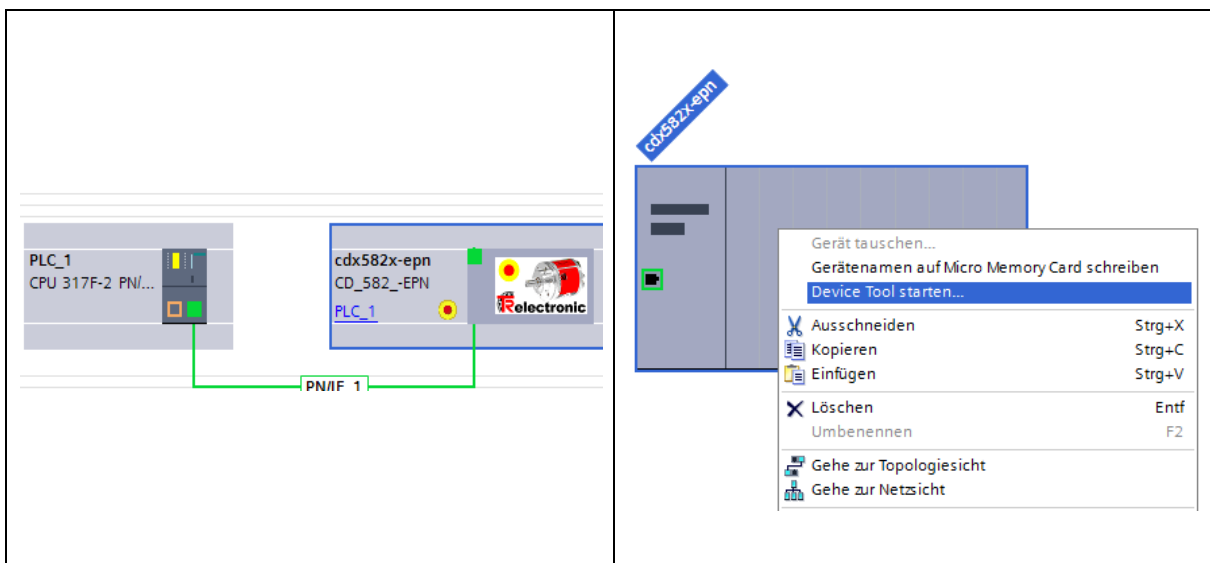 PLC_1
CPU 317F-2 PN/...
cdx582x-epn
CD_582_-EPN
PLC_1
TRelectronic
PN/IE_1
cdx582x-epn
Gerät tauschen...
Gerätenamen auf Micro Memory Card schreiben
Device Tool starten...
Ausschneiden Strg+X
Kopieren Strg+C
Einfügen Strg+V
Löschen Entf
Umbenennen F2
Gehe zur Topologiesicht
Gehe zur Netzsicht